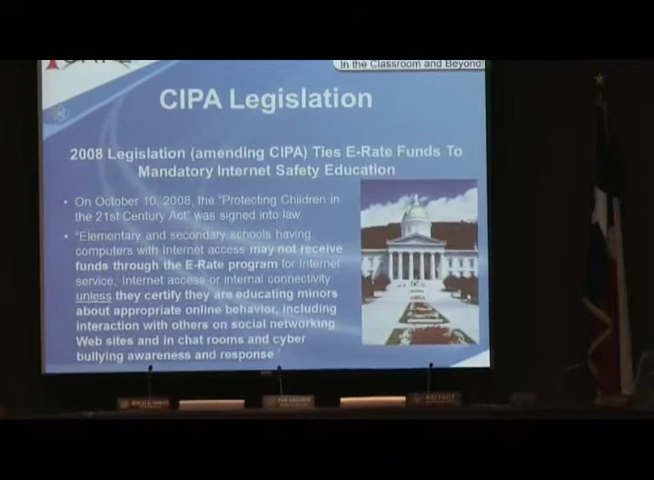 In the Classroom and Beyond!
CIPA Legislation
2008 Legislation (amending CIPA) Ties E-Rate Funds To
Mandatory Internet Safety Education
• On October 10, 2008, the "Protecting Children in
the 21st Century Act" was signed into law.
• "Elementary and secondary schools having
computers with Internet access may not receive
funds through the E-Rate program for Internet
service, Internet access or internal connectivity
unless they certify they are educating minors
about appropriate online behavior, including
interaction with others on social networking
Web sites and in chat rooms and cyber
bullying awareness and response."